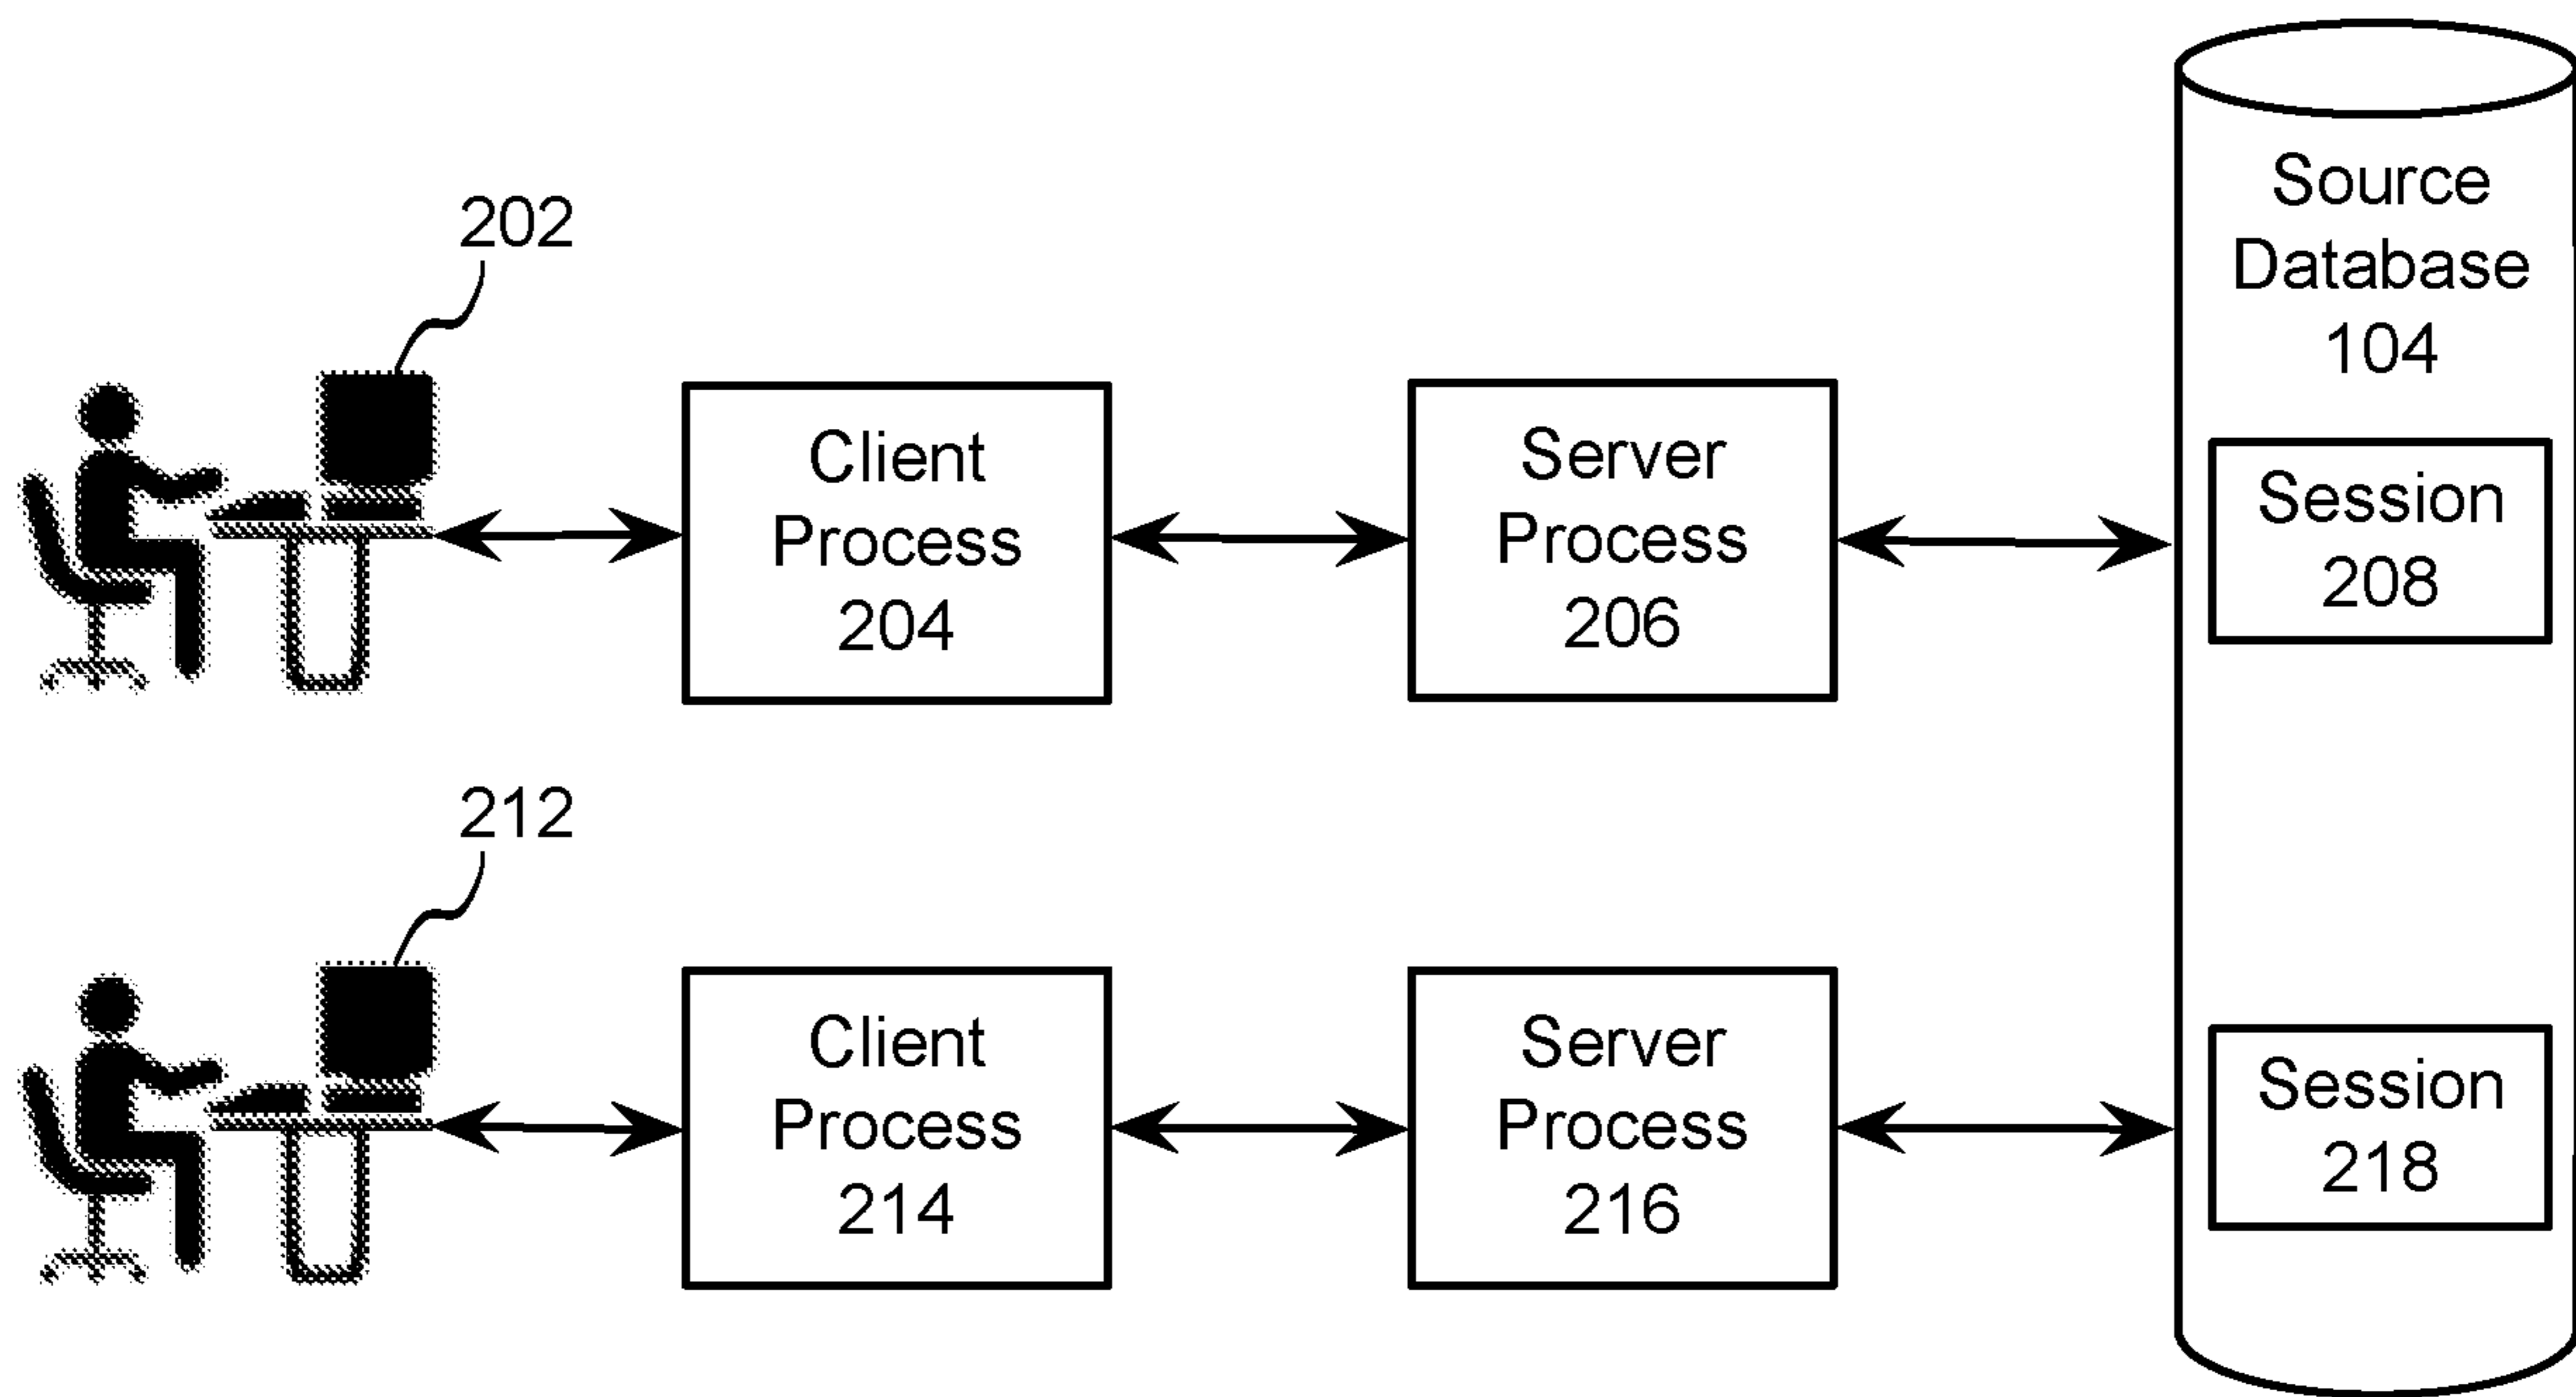 202
Client
Process
204
Server
Process
206
Source
Database
104
Session
208
212
Client
Process
214
Server
Process
216
Session
218